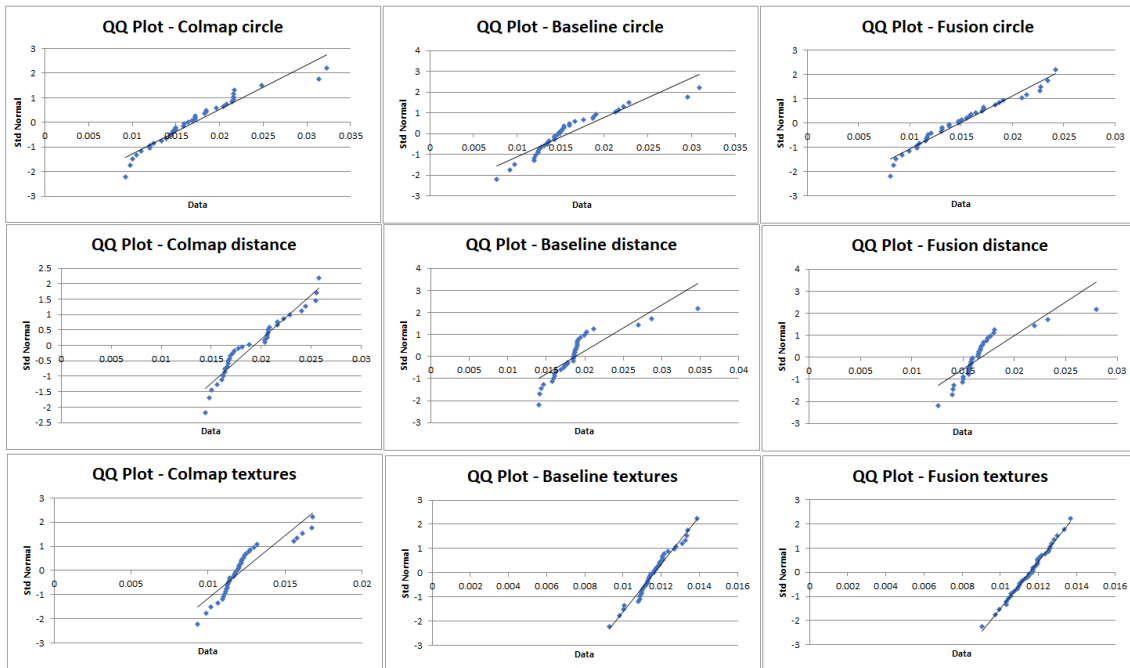 QQ Plot - Colmap circle
3
2
1
0
-1
-2
-3
0 0.005 0.01 0.015 0.02 0.025 0.03 0.035
Std Normal
Data
QQ Plot - Baseline circle
4
3
2
1
0
-1
-2
-3
0 0.005 0.01 0.015 0.02 0.025 0.03 0.035
Std Normal
Data
QQ Plot - Fusion circle
4
3
2
1
0
-1
-2
-3
0 0.005 0.01 0.015 0.02 0.025 0.03
Std Normal
Data
QQ Plot - Colmap distance
2.5
2
1.5
1
0.5
0
-0.5
-1
-1.5
-2
-2.5
0 0.005 0.01 0.015 0.02 0.025 0.03
Std Normal
Data
QQ Plot - Baseline distance
4
3
2
1
0
-1
-2
-3
0 0.005 0.01 0.015 0.02 0.025 0.03 0.035 0.04
Std Normal
Data
QQ Plot - Fusion distance
4
3
2
1
0
-1
-2
-3
0 0.005 0.01 0.015 0.02 0.025 0.03
Std Normal
Data
QQ Plot - Colmap textures
3
2
1
0
-1
-2
-3
0 0.005 0.01 0.015 0.02
Std Normal
Data
QQ Plot - Baseline textures
3
2
1
0
-1
-2
-3
0 0.002 0.004 0.006 0.008 0.01 0.012 0.014 0.016
Std Normal
Data
QQ Plot - Fusion textures
3
2
1
0
-1
-2
-3
0 0.002 0.004 0.006 0.008 0.01 0.012 0.014 0.016
Std Normal
Data